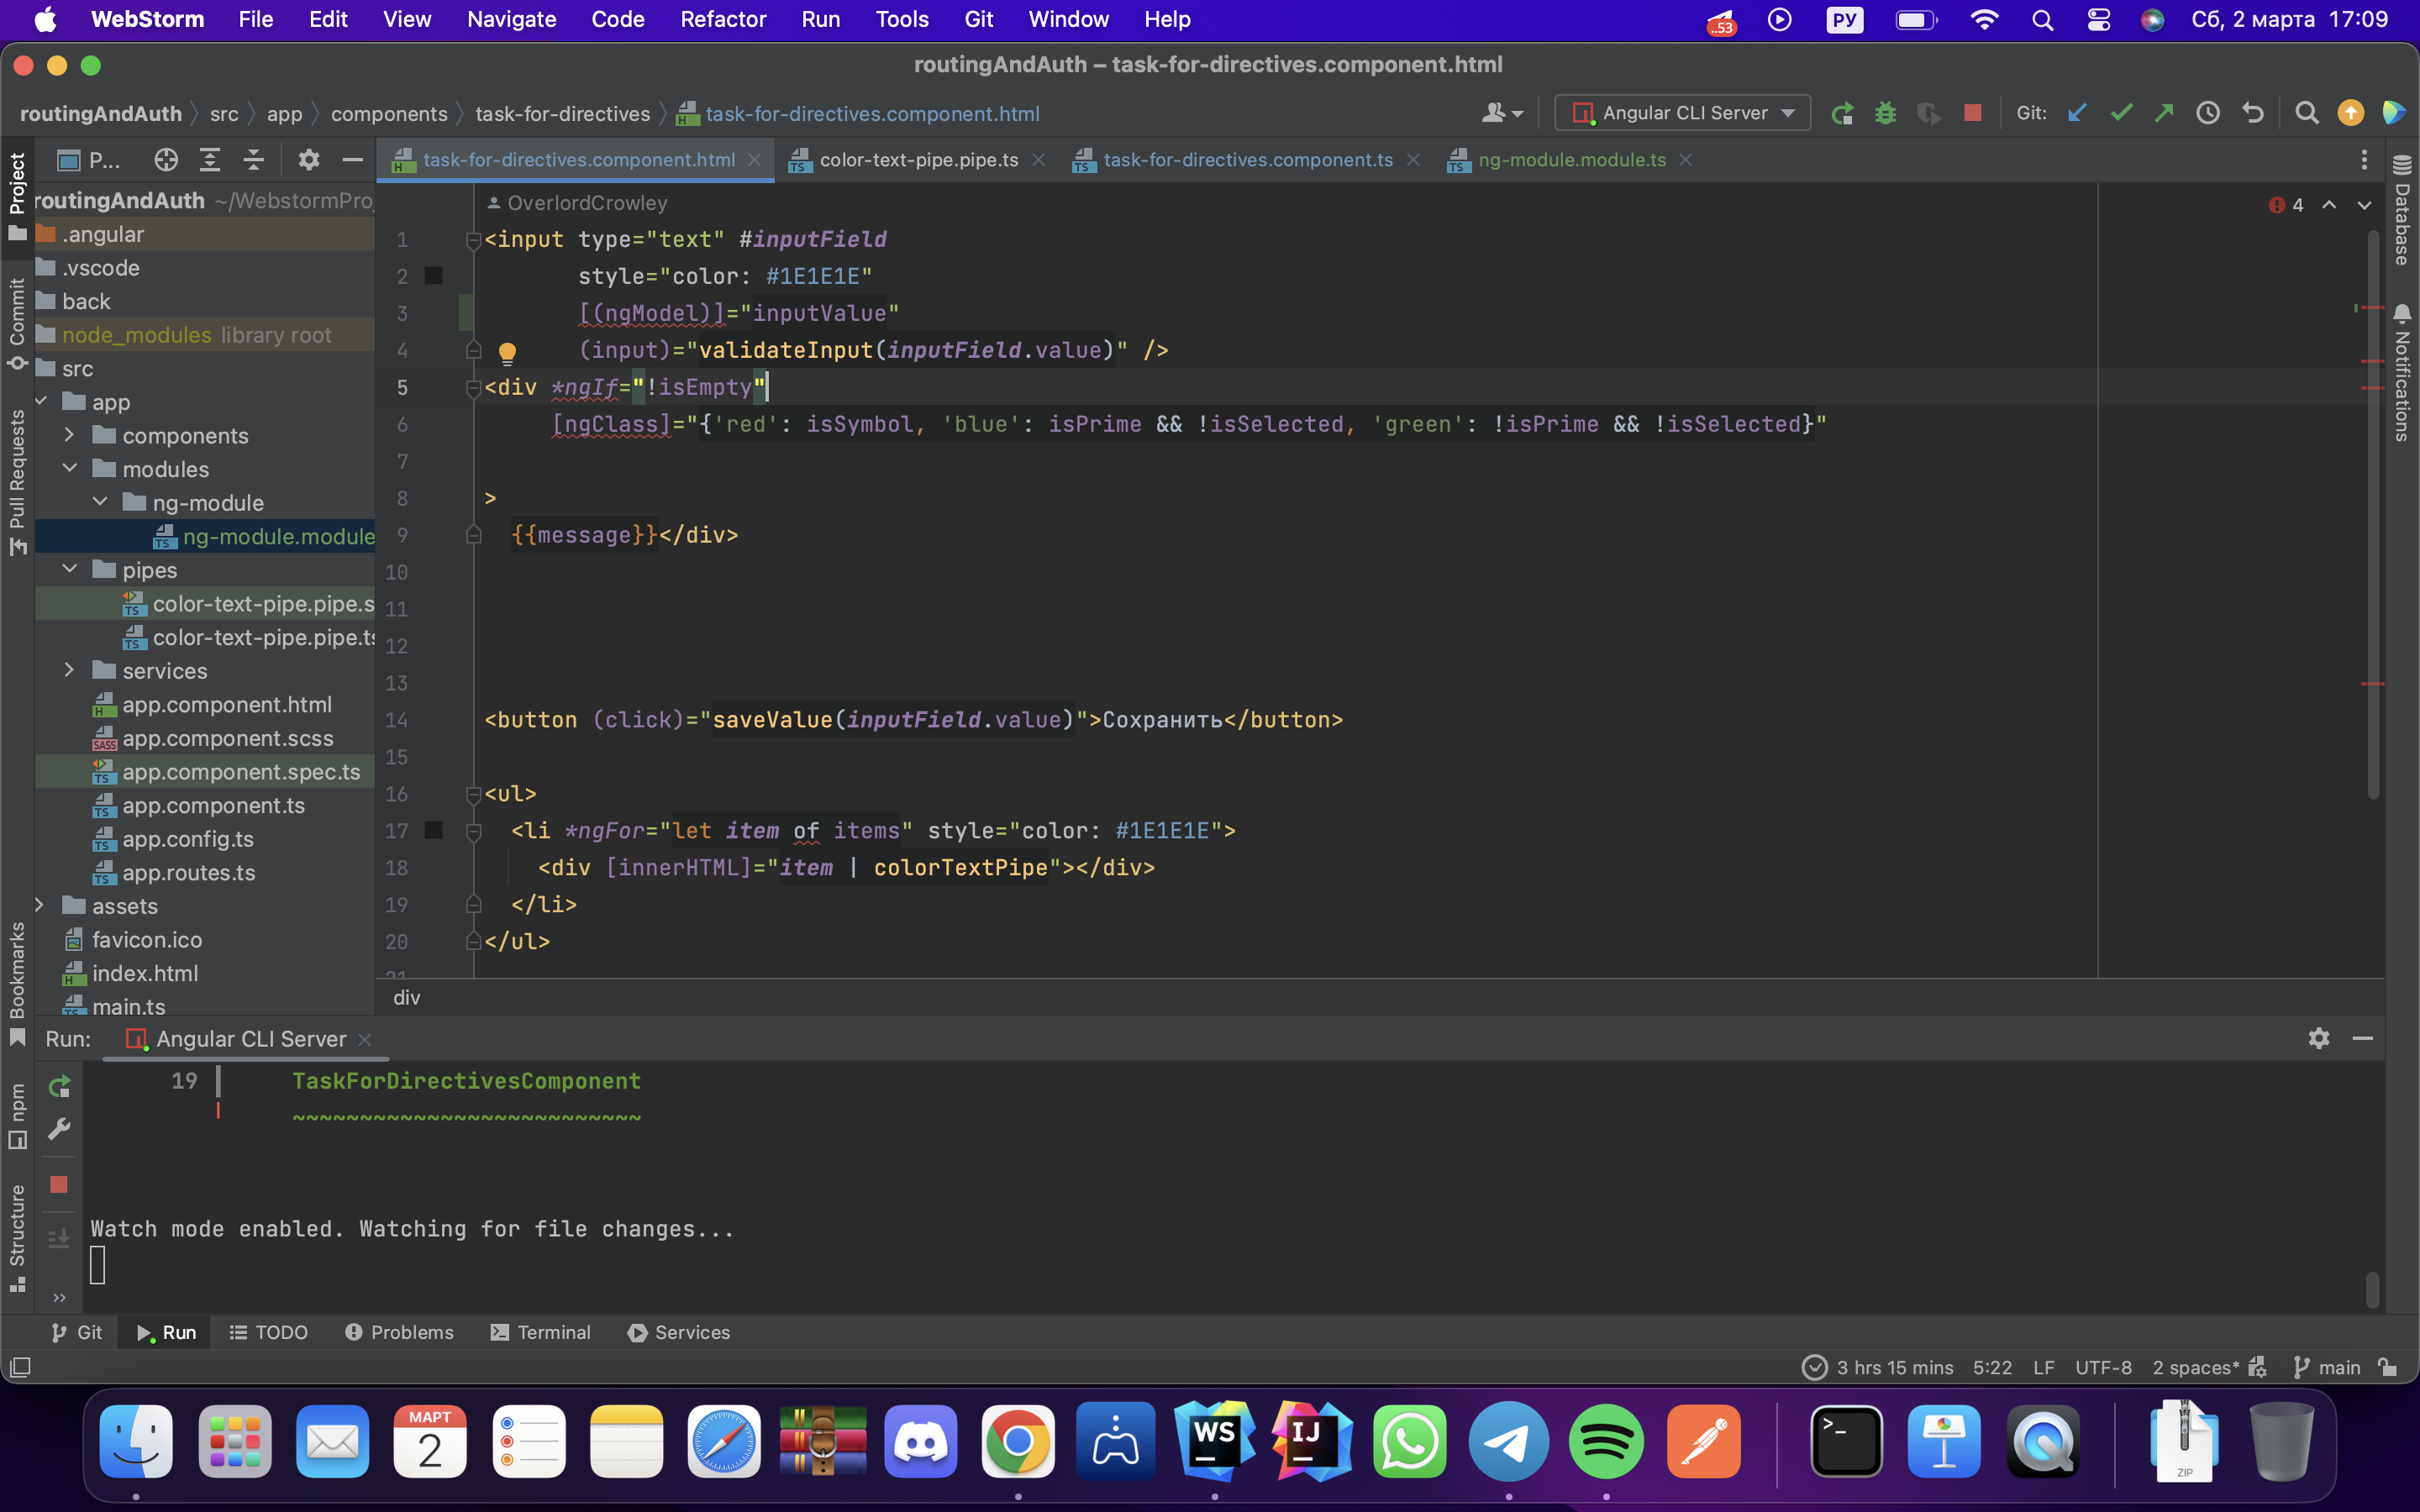 WebStorm File Edit View Navigate Code Refactor Run Tools Git Window Help ..53 РУ Сб, 2 марта 17:09
routingAndAuth – task-for-directives.component.html
routingAndAuth src app components task-for-directives task-for-directives.component.html Angular CLI Server Git:
P... task-for-directives.component.html color-text-pipe.pipe.ts task-for-directives.component.ts ng-module.module.ts
Project
Commit
Pull Requests
Bookmarks
npm
Structure
routingAndAuth ~/WebstormPro
.angular
.vscode
back
node_modules library root
src
app
components
modules
ng-module
ng-module.module
pipes
color-text-pipe.pipe.s
color-text-pipe.pipe.ts
services
app.component.html
app.component.scss
app.component.spec.ts
app.component.ts
app.config.ts
app.routes.ts
assets
favicon.ico
index.html
main.ts
OverlordCrowley
4
1 <input type="text" #inputField
2 style="color: #1E1E1E"
3 [(ngModel)]="inputValue"
4 (input)="validateInput(inputField.value)" />
5 <div *ngIf="!isEmpty"
6 [ngClass]="{'red': isSymbol, 'blue': isPrime && !isSelected, 'green': !isPrime && !isSelected}"
7
8 >
9 {{message}}</div>
10
11
12
13
14 <button (click)="saveValue(inputField.value)">Сохранить</button>
15
16 <ul>
17 <li *ngFor="let item of items" style="color: #1E1E1E">
18 <div [innerHTML]="item | colorTextPipe"></div>
19 </li>
20 </ul>
21
div
Database
Notifications
Run: Angular CLI Server
19 TaskForDirectivesComponent
~~~~~~~~~~~~~~~~~~~~~~~~~~
Watch mode enabled. Watching for file changes...
Git Run TODO Problems Terminal Services
3 hrs 15 mins 5:22 LF UTF-8 2 spaces* main
МАРТ
2
WS
IJ
>_
ZIP